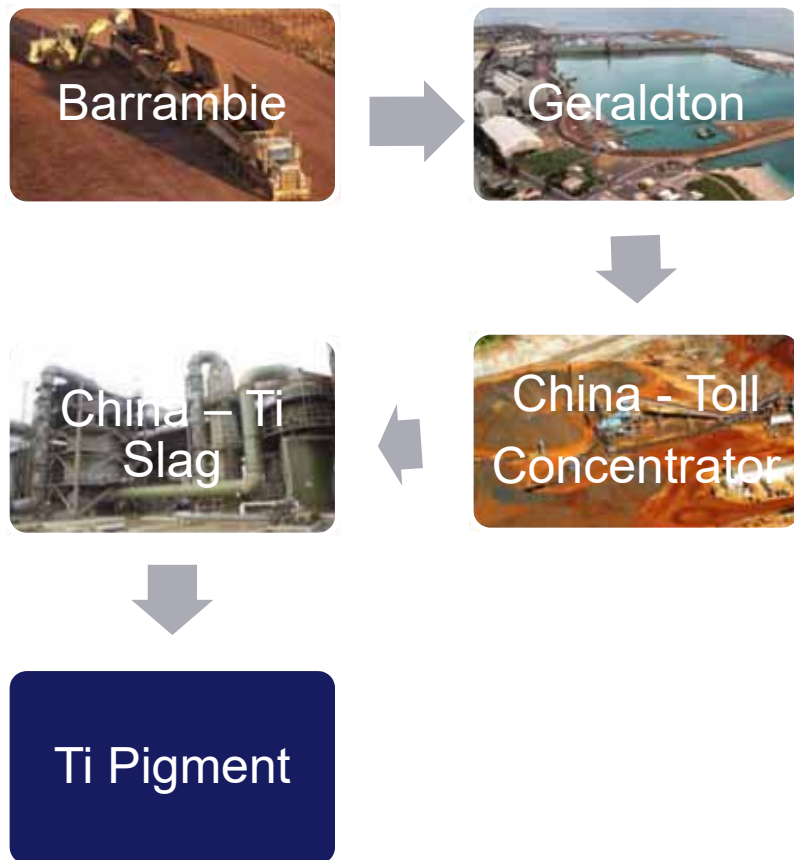 Barrambie
Geraldton
China - Toll
Concentrator
China – Ti
Slag
Ti Pigment